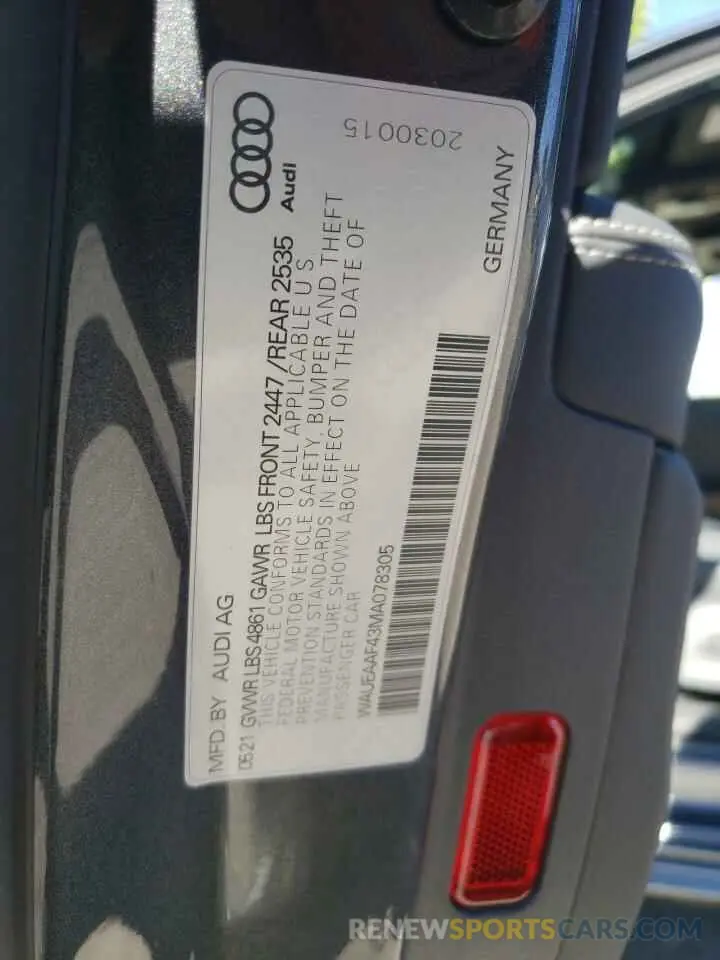 2030015
Audi
GERMANY
MFD. BY AUDI AG
0521 GVWR LBS 4861 GAWR LBS FRONT 2447 /REAR 2535
THIS VEHICLE CONFORMS TO ALL APPLICABLE U S
FEDERAL MOTOR VEHICLE SAFETY, BUMPER AND THEFT
PREVENTION STANDARDS IN EFFECT ON THE DATE OF
MANUFACTURE SHOWN ABOVE
PASSENGER CAR
WAUEAAF43MA078305
RENEWSPORTSCARS.COM